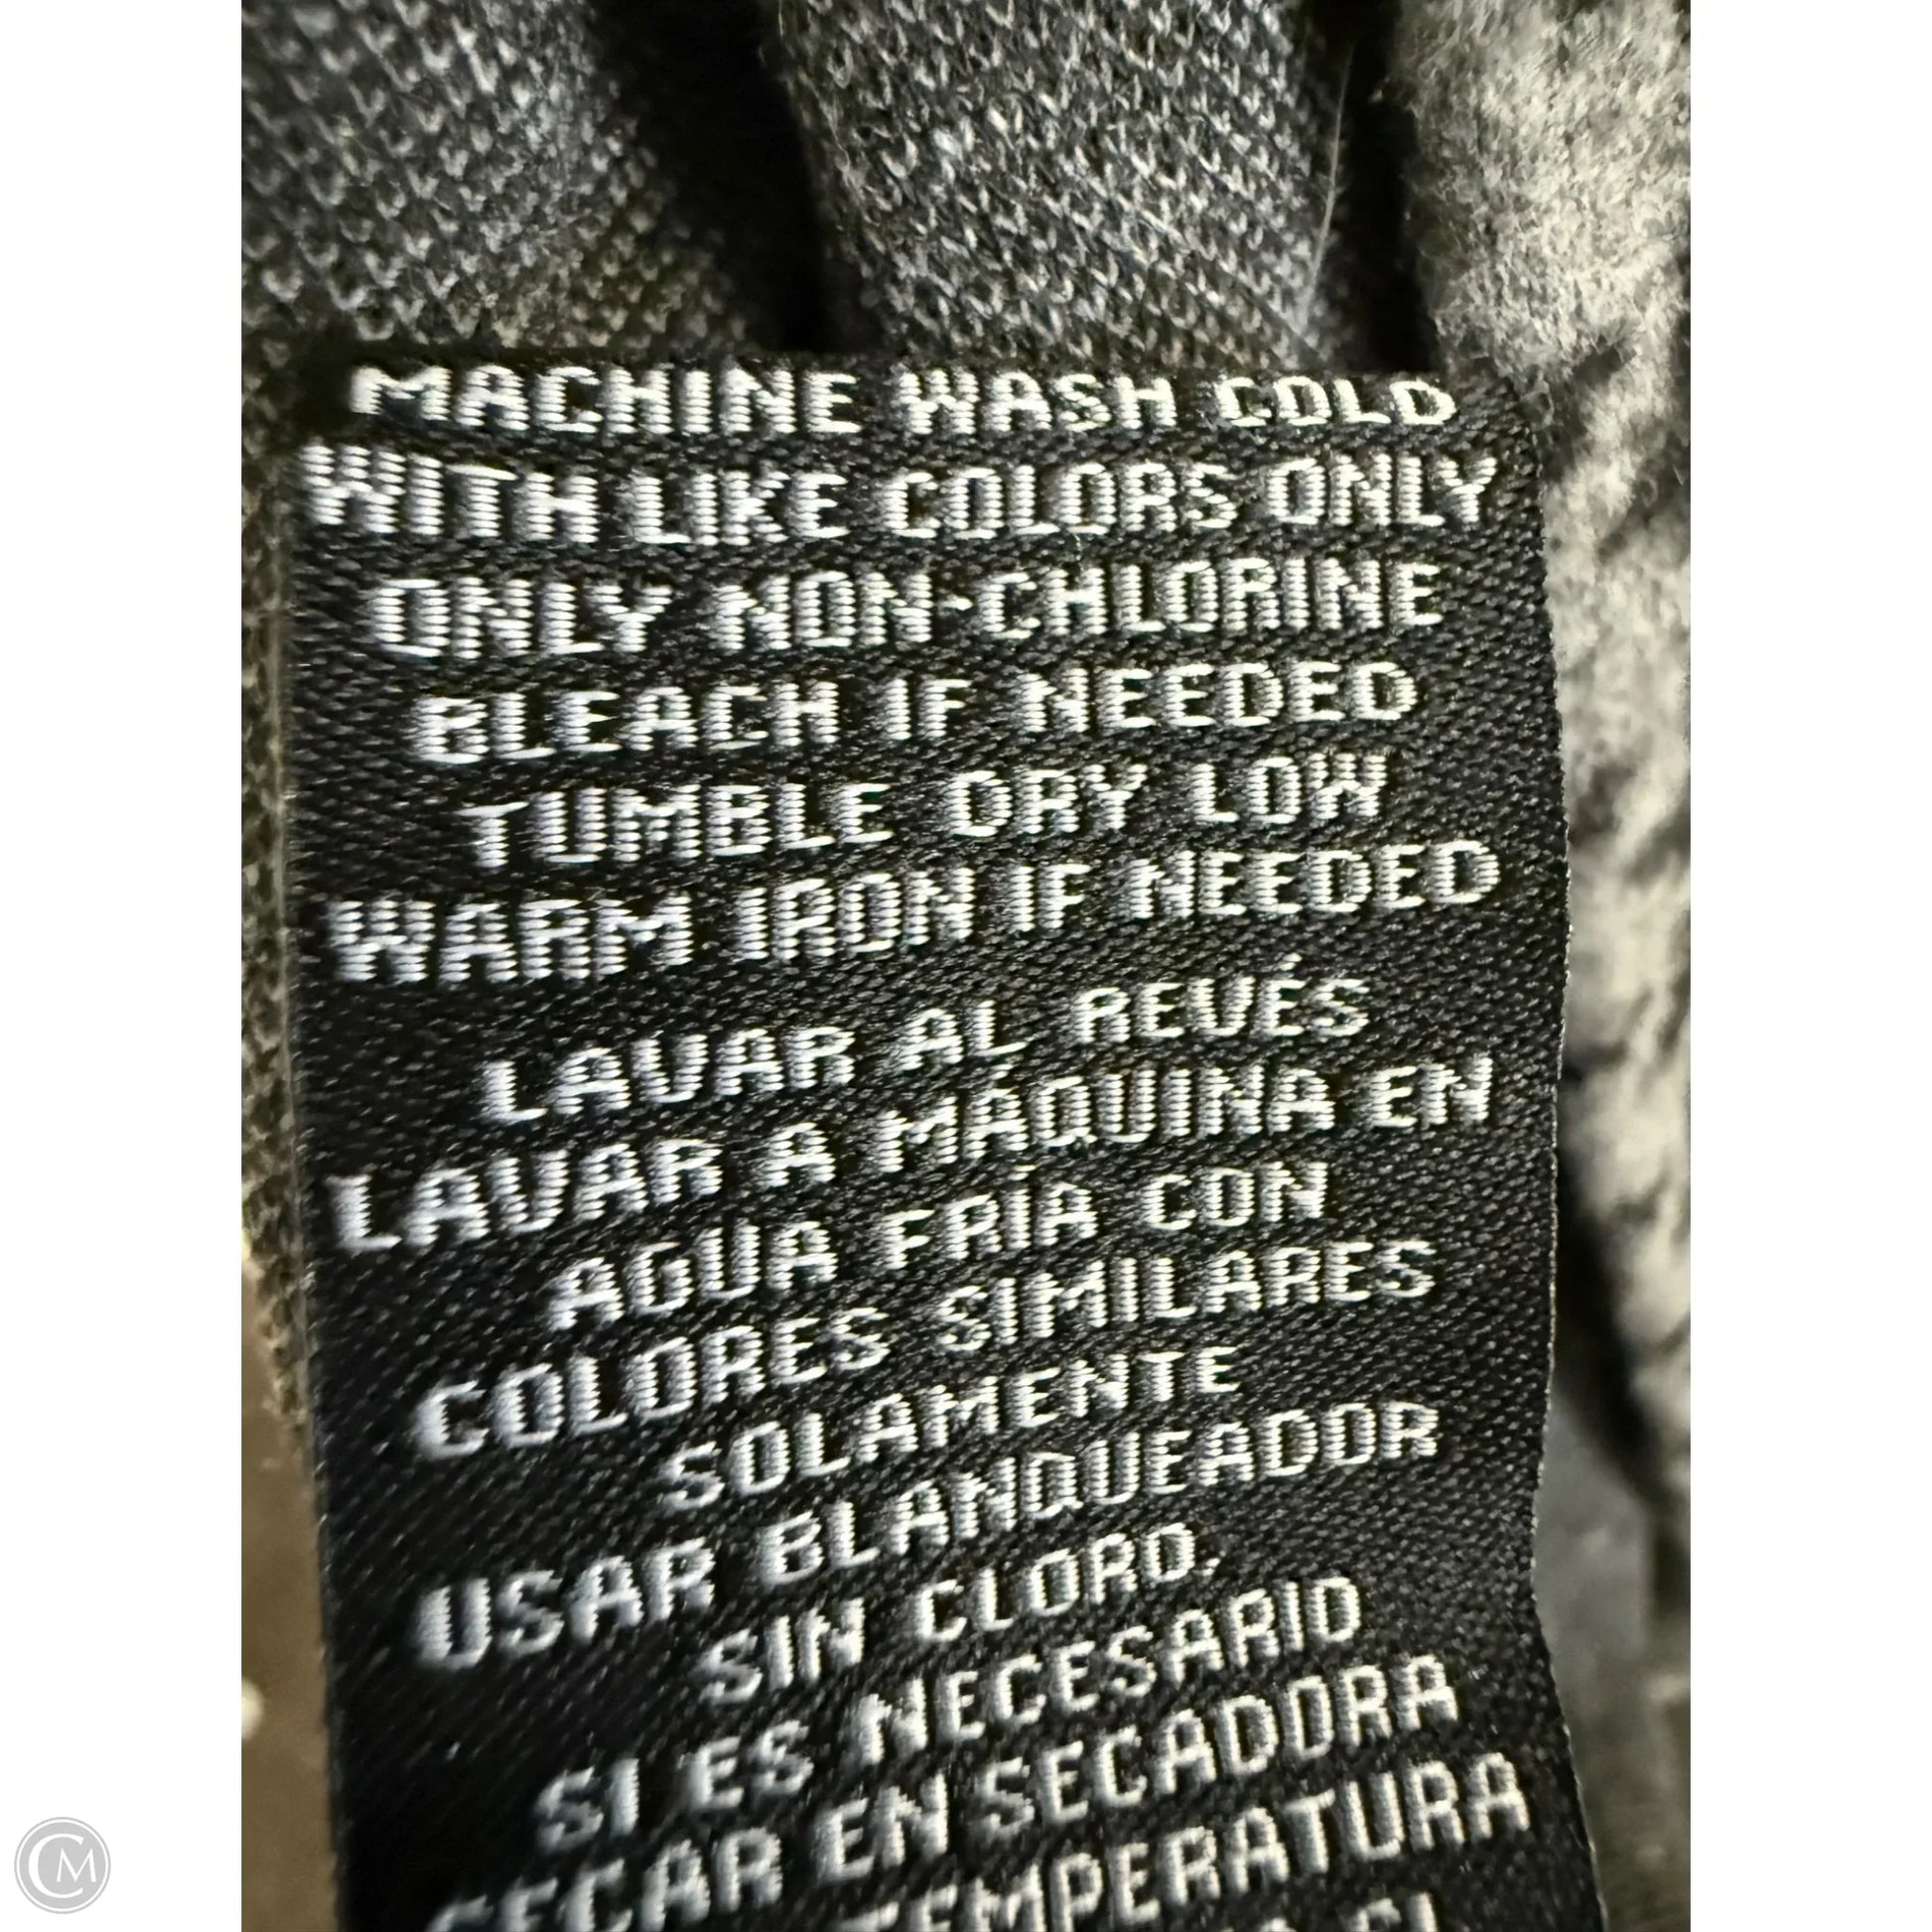 MACHINE WASH COLD
WITH LIKE COLORS ONLY
ONLY NON-CHLORINE
BLEACH IF NEEDED
TUMBLE DRY LOW
WARM IRON IF NEEDED
LAVAR AL REVÉS
LAVAR A MÁQUINA EN
AGUA FRÍA CON
COLORES SIMILARES
SOLAMENTE
USAR BLANQUEADOR
SIN CLORO.
SI ES NECESARIO
SECAR EN SECADORA
TEMPERATURA
CM